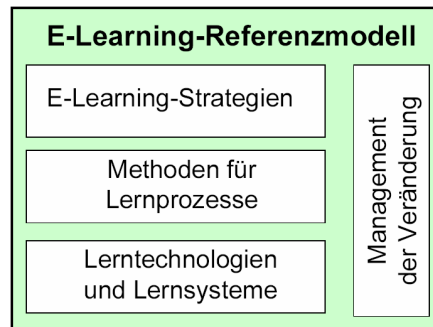 E-Learning-Referenzmodell
E-Learning-Strategien
Methoden für
Lernprozesse
Lerntechnologien
und Lernsysteme
Management
der Veränderung